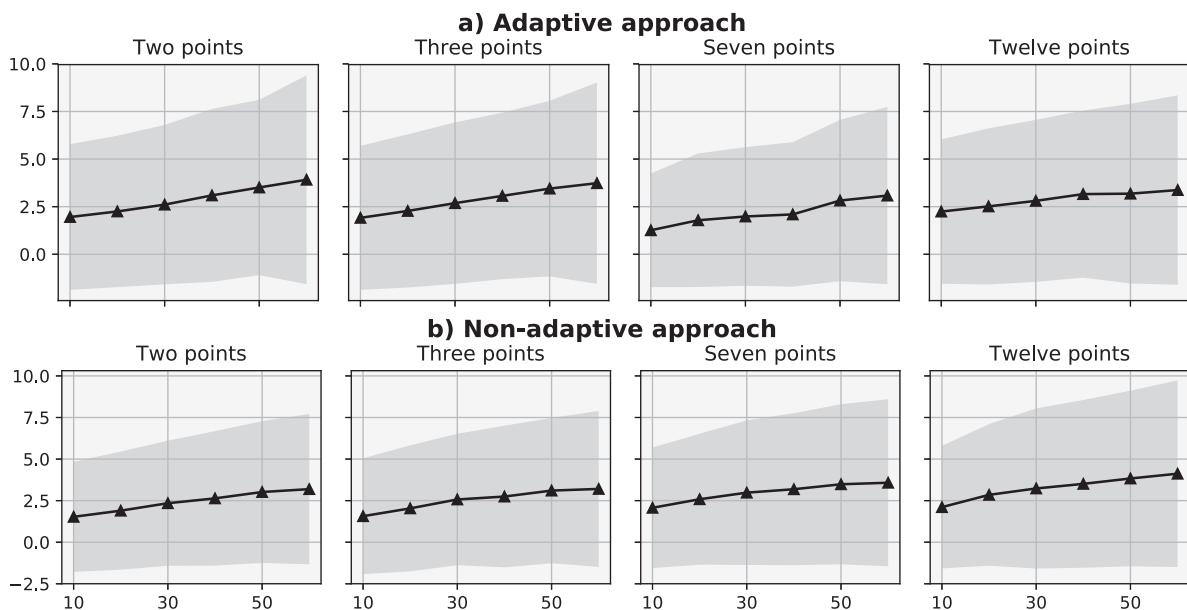 a) Adaptive approach
Two points Three points Seven points Twelve points
10.0
7.5
5.0
2.5
0.0
b) Non-adaptive approach
Two points Three points Seven points Twelve points
10.0
7.5
5.0
2.5
0.0
−2.5
10 30 50 10 30 50 10 30 50 10 30 50